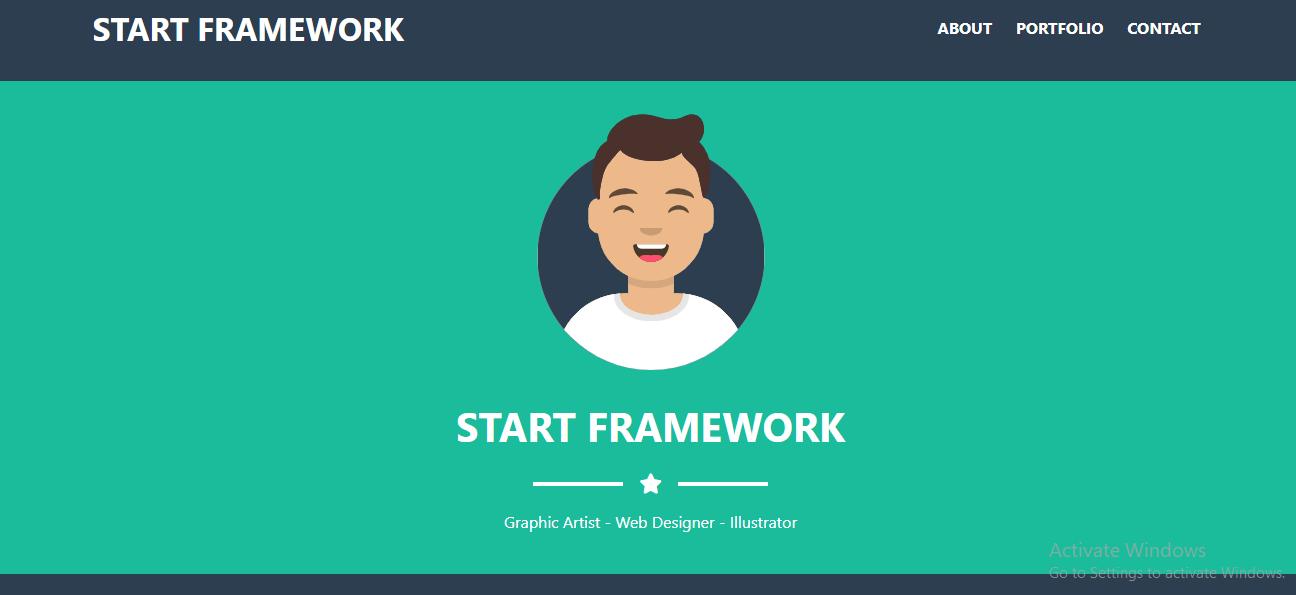 START FRAMEWORK
ABOUT PORTFOLIO CONTACT
START FRAMEWORK
Graphic Artist - Web Designer - Illustrator
Activate Windows
Go to Settings to activate Windows.